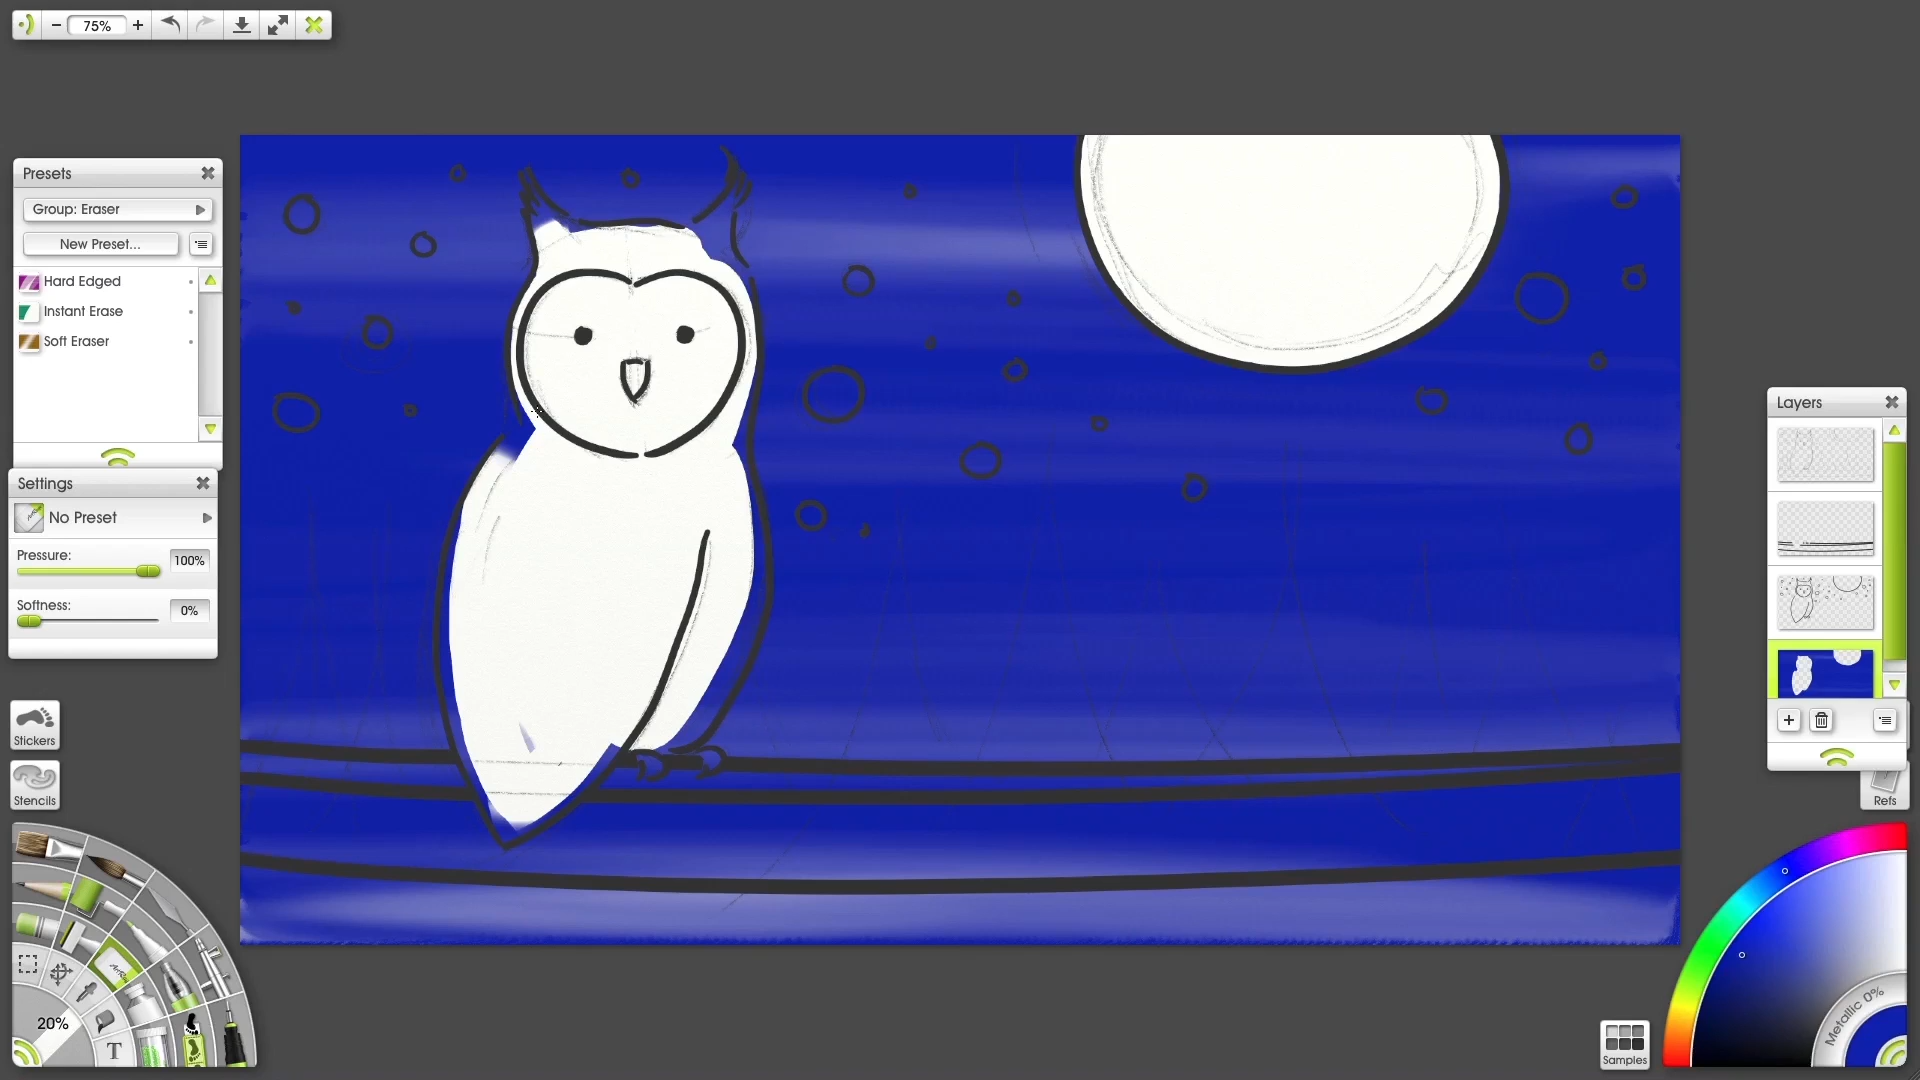 75%
Presets
Group: Eraser
New Preset...
Hard Edged
Instant Erase
Soft Eraser
Settings
No Preset
Pressure:
100%
Softness:
0%
Stickers
Stencils
20%
T
Layers
Refs
Metallic 0%
Samples